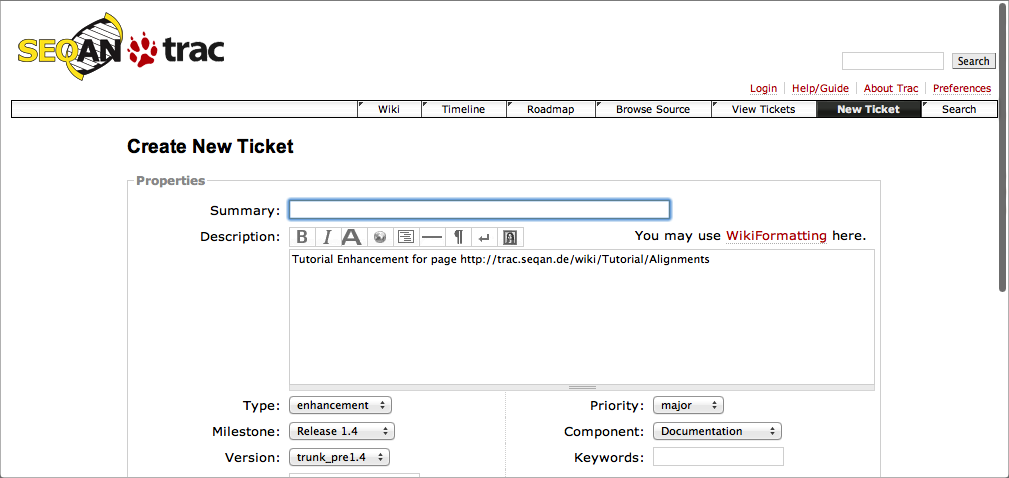 SEQAN trac
Search
Login Help/Guide About Trac Preferences
Wiki Timeline Roadmap Browse Source View Tickets New Ticket Search
Create New Ticket
Properties
Summary:
Description: B I A ¶ You may use WikiFormatting here.
Tutorial Enhancement for page http://trac.seqan.de/wiki/Tutorial/Alignments
Type: enhancement Priority: major
Milestone: Release 1.4 Component: Documentation
Version: trunk_pre1.4 Keywords: